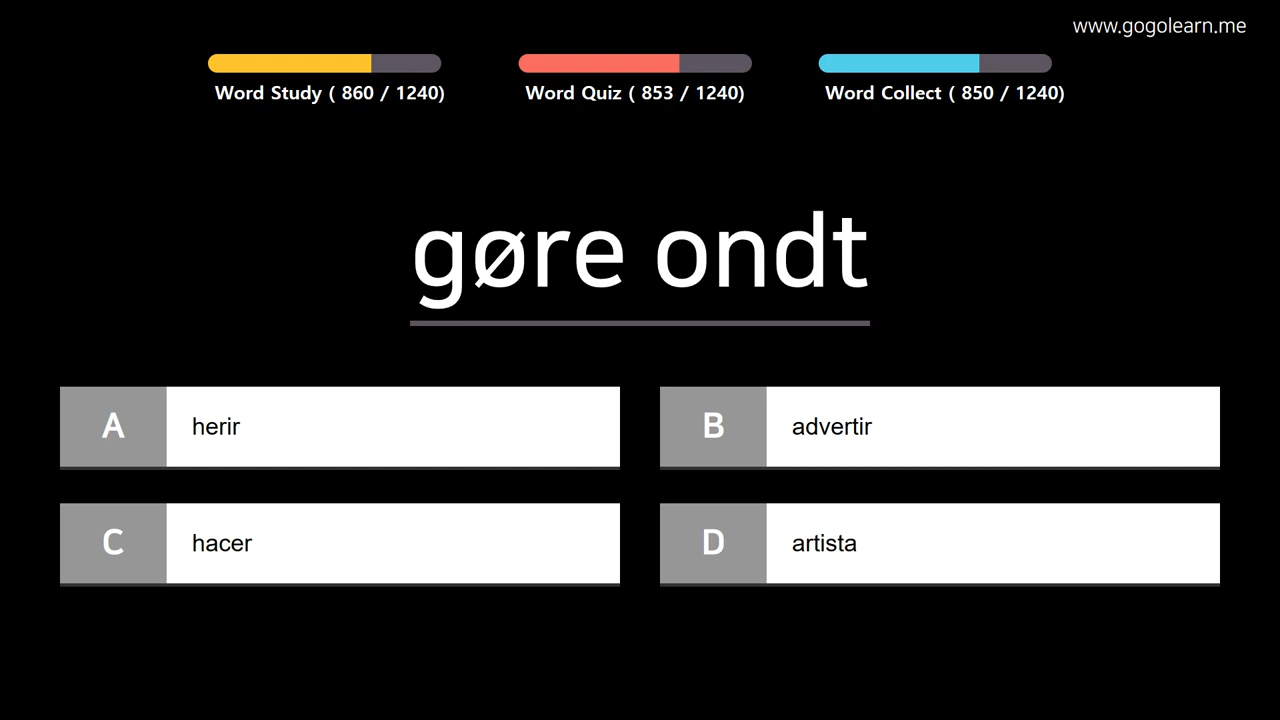 www.gogolearn.me
Word Study ( 860 / 1240)
Word Quiz ( 853 / 1240)
Word Collect ( 850 / 1240)
gøre ondt
A herir
B advertir
C hacer
D artista